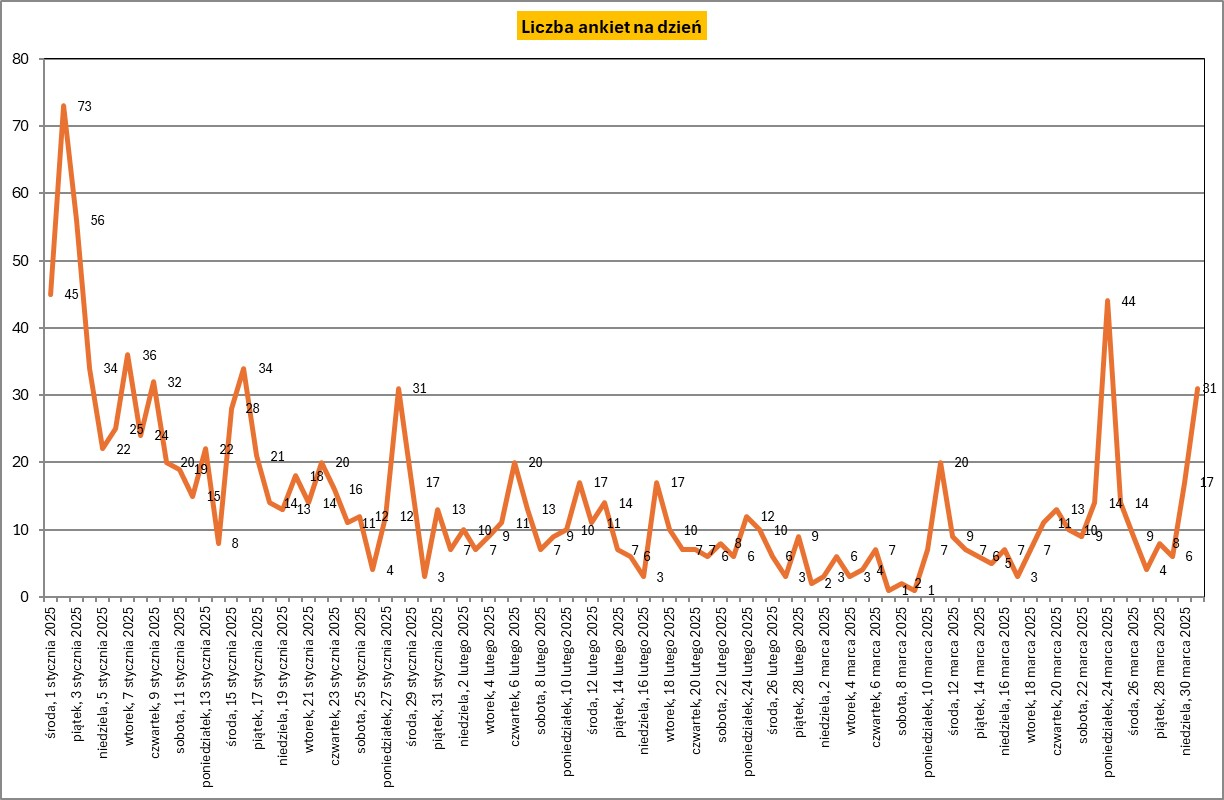 Liczba ankiet na dzień
80
70
60
50
40
30
20
10
0
45
73
56
34
22
25
36
24
32
20
19
15
22
8
28
34
21
14
13
18
14
20
16
11
12
4
12
31
17
3
13
7
10
7
9
11
20
13
7
9
10
17
11
14
7
6
3
17
10
7
7
6
8
6
12
10
6
3
9
2
3
6
3
4
7
1
2
1
7
20
9
7
6
5
7
3
7
11
13
10
9
14
44
14
9
4
8
6
17
31
środa, 1 stycznia 2025
piątek, 3 stycznia 2025
niedziela, 5 stycznia 2025
wtorek, 7 stycznia 2025
czwartek, 9 stycznia 2025
sobota, 11 stycznia 2025
poniedziałek, 13 stycznia 2025
środa, 15 stycznia 2025
piątek, 17 stycznia 2025
niedziela, 19 stycznia 2025
wtorek, 21 stycznia 2025
czwartek, 23 stycznia 2025
sobota, 25 stycznia 2025
poniedziałek, 27 stycznia 2025
środa, 29 stycznia 2025
piątek, 31 stycznia 2025
niedziela, 2 lutego 2025
wtorek, 4 lutego 2025
czwartek, 6 lutego 2025
sobota, 8 lutego 2025
poniedziałek, 10 lutego 2025
środa, 12 lutego 2025
piątek, 14 lutego 2025
niedziela, 16 lutego 2025
wtorek, 18 lutego 2025
czwartek, 20 lutego 2025
sobota, 22 lutego 2025
poniedziałek, 24 lutego 2025
środa, 26 lutego 2025
piątek, 28 lutego 2025
niedziela, 2 marca 2025
wtorek, 4 marca 2025
czwartek, 6 marca 2025
sobota, 8 marca 2025
poniedziałek, 10 marca 2025
środa, 12 marca 2025
piątek, 14 marca 2025
niedziela, 16 marca 2025
wtorek, 18 marca 2025
czwartek, 20 marca 2025
sobota, 22 marca 2025
poniedziałek, 24 marca 2025
środa, 26 marca 2025
piątek, 28 marca 2025
niedziela, 30 marca 2025